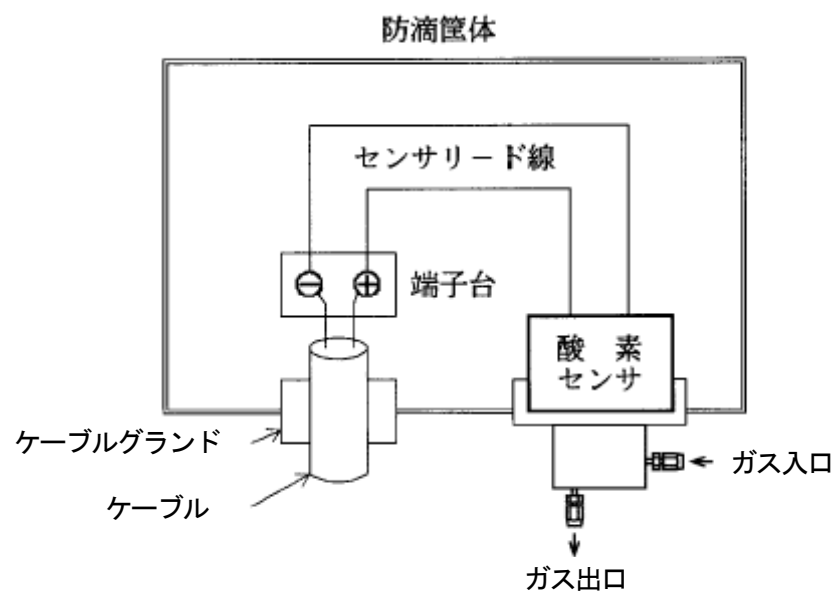 防滴筐体
センサリード線
端子台
酸素
センサ
ケーブルグランド
ガス入口
ケーブル
ガス出口